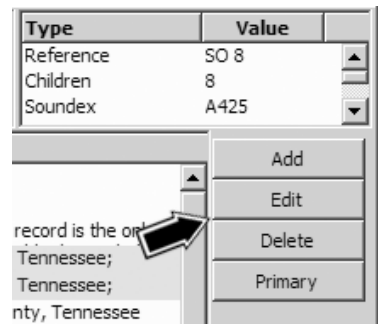 Type Value
Reference SO 8
Children 8
Soundex A425
Add
Edit
record is the
Delete
Tennessee;
Tennessee;
Primary
nty, Tennessee